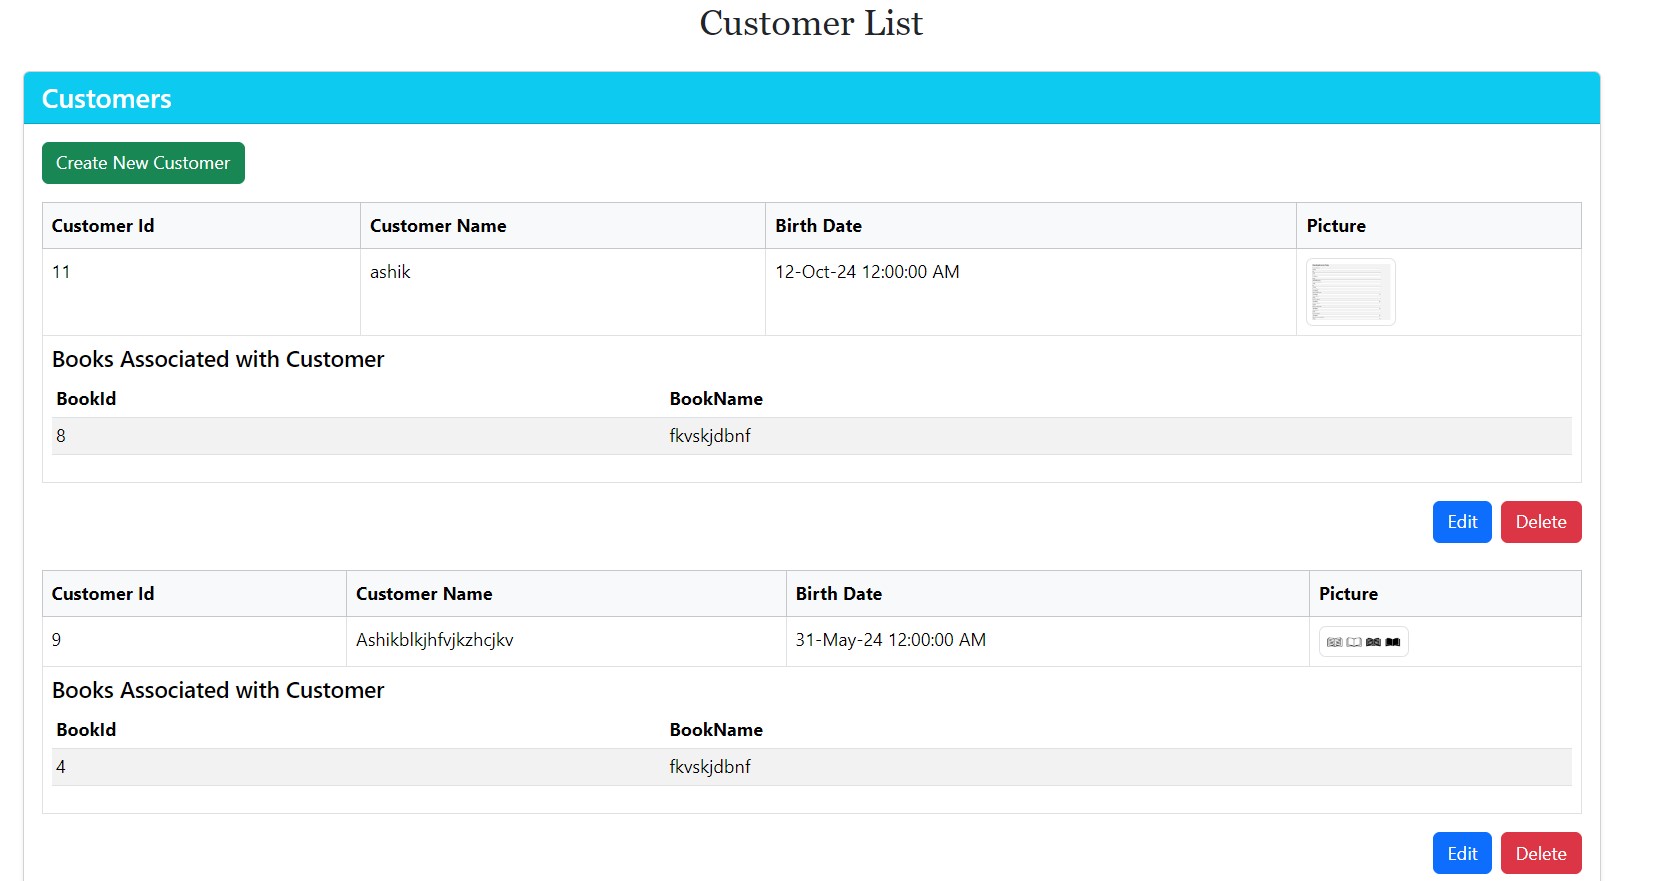 Customer List
Customers
Create New Customer
Customer Id Customer Name Birth Date Picture
11 ashik 12-Oct-24 12:00:00 AM
Books Associated with Customer
BookId BookName
8 fkvskjdbnf
Edit Delete
Customer Id Customer Name Birth Date Picture
9 Ashikblkjhfvjkzhcjkv 31-May-24 12:00:00 AM
Books Associated with Customer
BookId BookName
4 fkvskjdbnf
Edit Delete